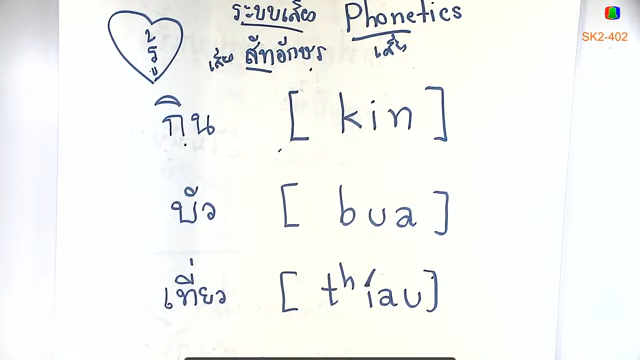 ระบบเสียง Phonetics
เสียง สัทอักษร เสียง
กิน [ kin ]
บัว [ bua ]
เที่ยว [ tʰíau ]
SK2-402